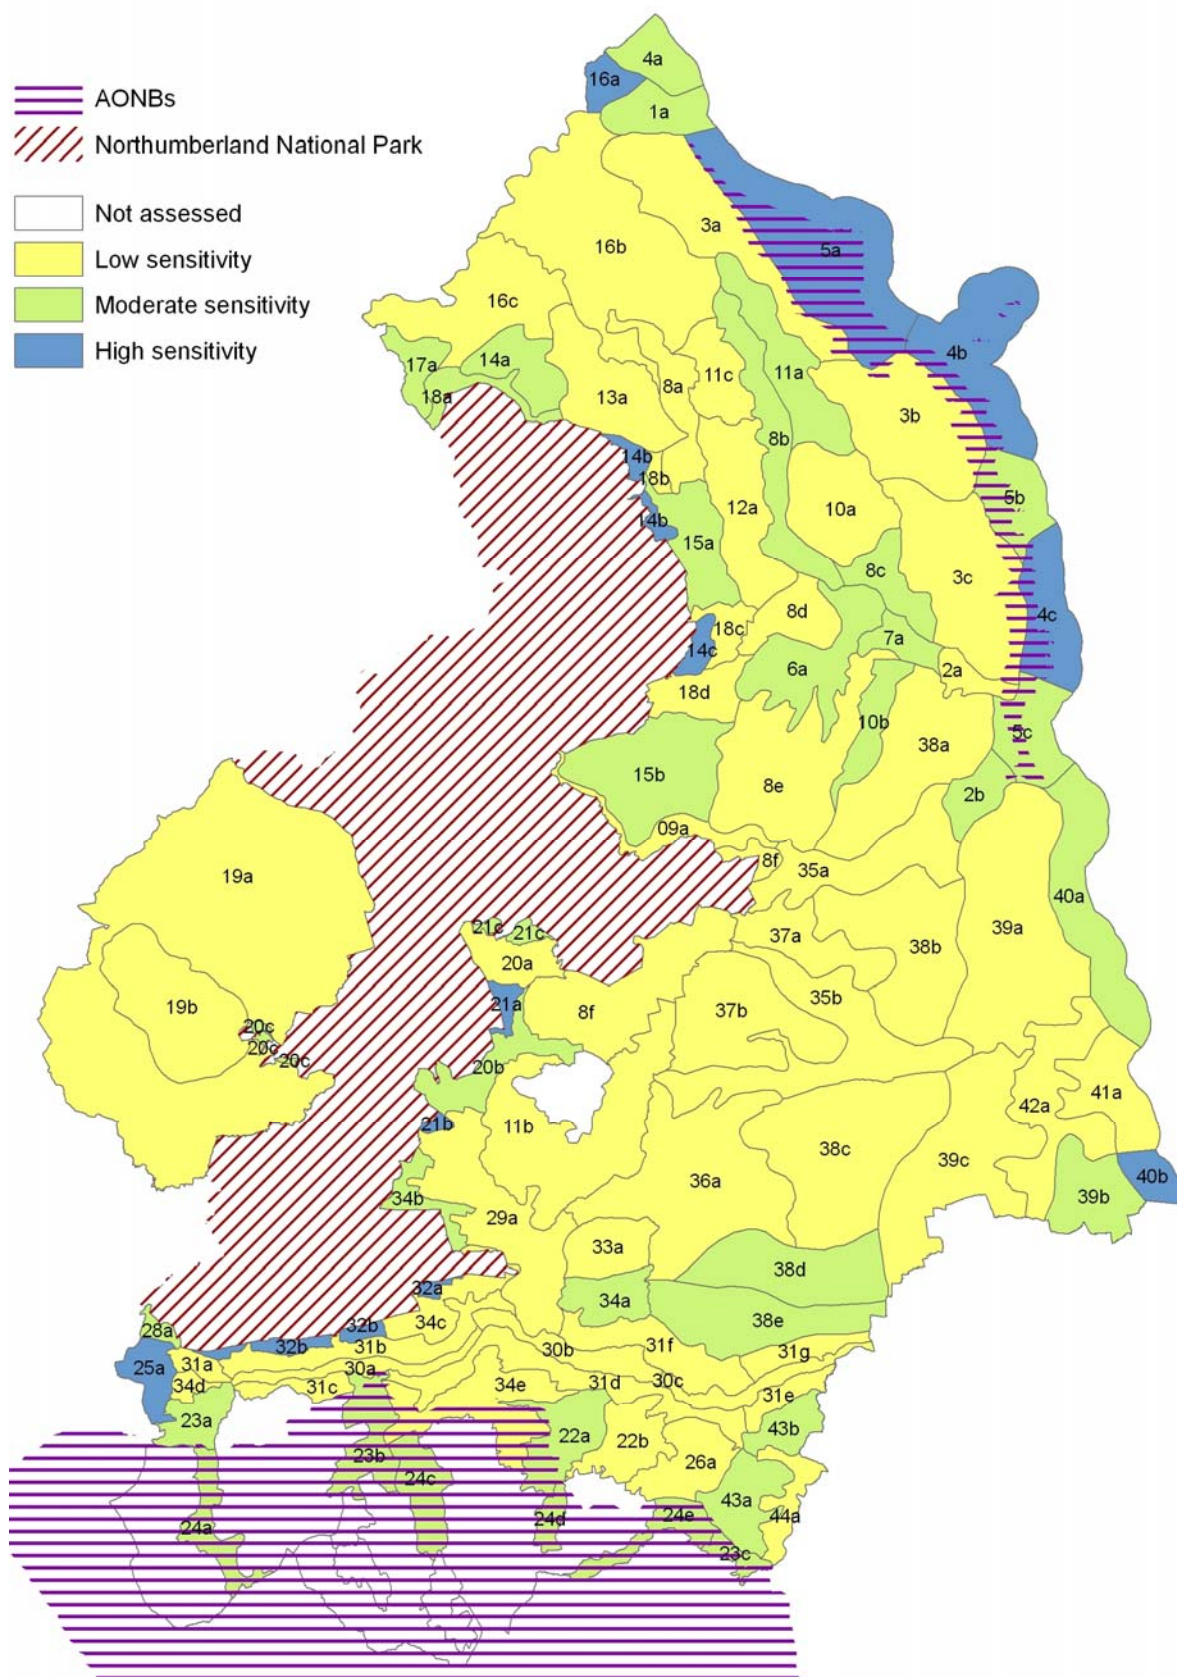 AONBs
Northumberland National Park
Not assessed
Low sensitivity
Moderate sensitivity
High sensitivity
4a
16a
1a
3a
16b
5a
16c
4b
17a
14a
11a
11c
8a
18a
13a
3b
8b
14b
18b
5b
12a
10a
14b
15a
8c
3c
8d
4c
18c
14c
7a
6a
2a
18d
10b
5c
38a
15b
8e
2b
09a
8f
35a
19a
40a
21c
21c
37a
39a
38b
20a
35b
19b
21a
8f
37b
20c
20c
20c
20b
41a
42a
21b
11b
38c
39c
40b
36a
34b
39b
29a
33a
38d
32a
34a
38e
34c
28a
32b
32b
31b
30b
31f
31g
25a
31a
30a
34d
31c
34e
31d
30c
31e
23a
22a
43b
22b
23b
26a
24c
43a
24a
24d
24e
44a
23c